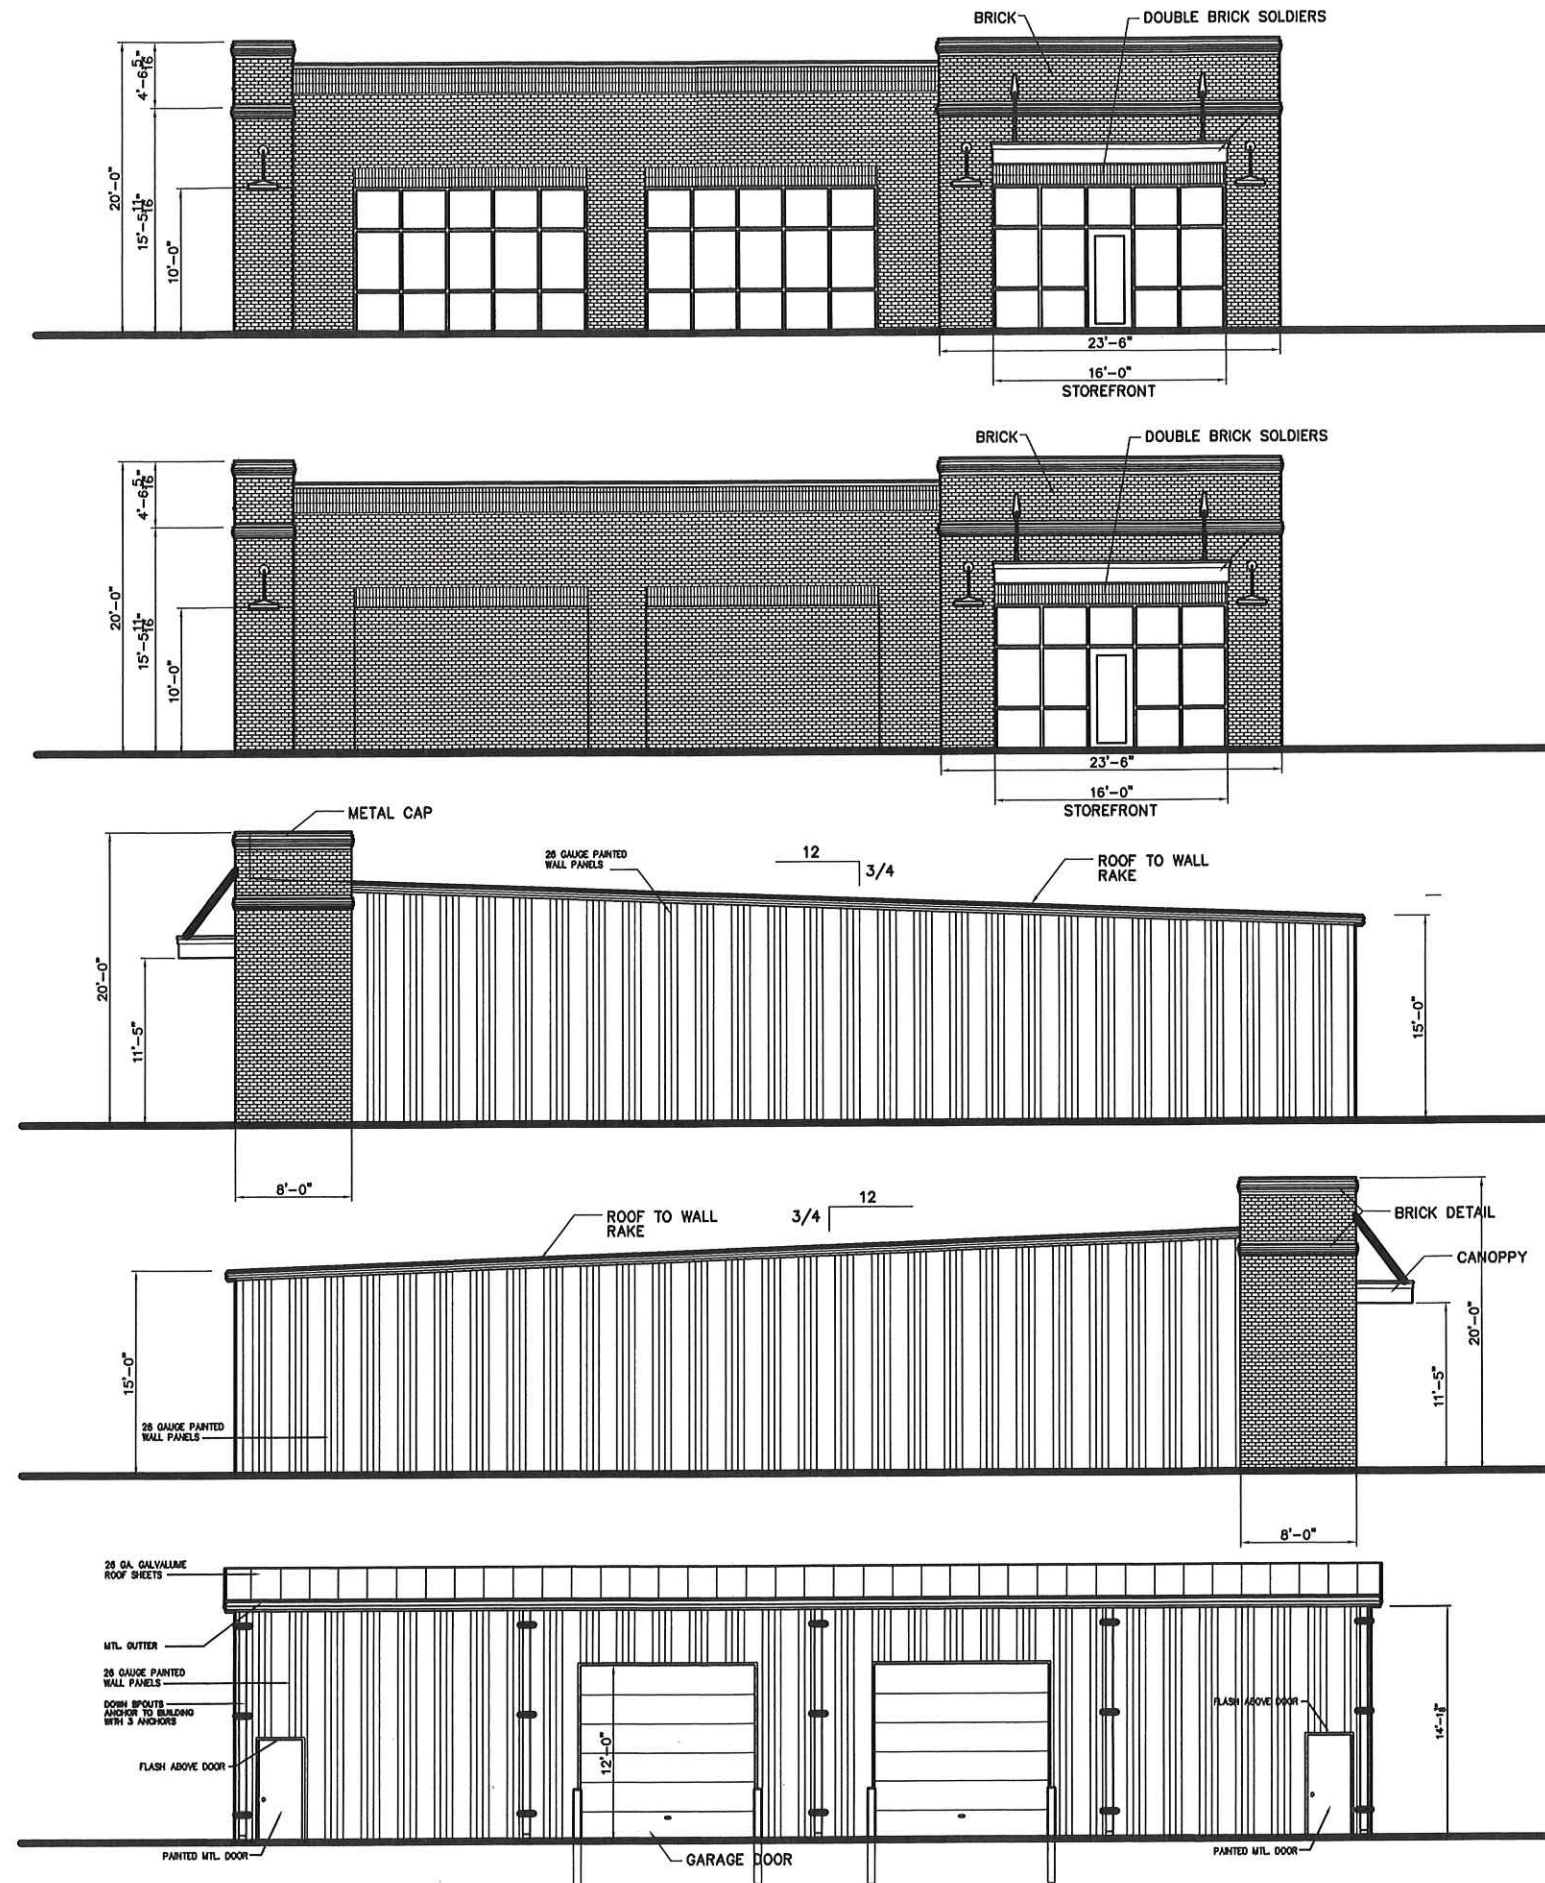 BRICK
DOUBLE BRICK SOLDIERS
4'-6 5/16"
20'-0"
15'-5 11/16"
10'-0"
23'-6"
16'-0"
STOREFRONT
BRICK
DOUBLE BRICK SOLDIERS
4'-6 5/16"
20'-0"
15'-5 11/16"
10'-0"
23'-6"
16'-0"
STOREFRONT
METAL CAP
26 GAUGE PAINTED
WALL PANELS
12
3/4
ROOF TO WALL
RAKE
20'-0"
11'-5"
15'-0"
8'-0"
ROOF TO WALL
RAKE
12
3/4
BRICK DETAIL
CANOPPY
20'-0"
15'-0"
11'-5"
26 GAUGE PAINTED
WALL PANELS
8'-0"
26 GA. GALVALUME
ROOF SHEETS
MTL. GUTTER
26 GAUGE PAINTED
WALL PANELS
DOWN SPOUTS
ANCHOR TO BUILDING
WITH 3 ANCHORS
FLASH ABOVE DOOR
12'-0"
FLASH ABOVE DOOR
PAINTED MTL. DOOR
GARAGE DOOR
PAINTED MTL. DOOR